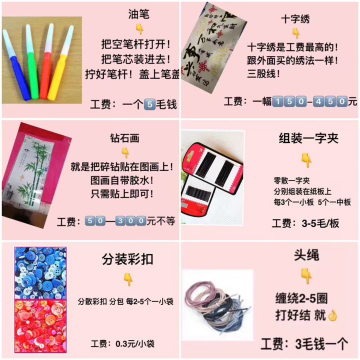 油笔
👇
把空笔杆打开！
把笔芯装进去！
拧好笔杆！盖上笔盖
工费：一个5️⃣毛钱
十字绣
👇
十字绣是工费最高的！
跟外面买的绣法一样！
三股线！
工费：一幅1️⃣5️⃣0️⃣—4️⃣5️⃣0️⃣元
钻石画
👇
就是把碎钻贴在图画上！
图画自带胶水！
只需贴上即可！
工费：5️⃣0️⃣—3️⃣0️⃣0️⃣元不等
组装一字夹
👇
零散一字夹
分别组装在纸板上
每3个一小板 5个一中板
工费：3-5毛/板
分装彩扣
👇
分散彩扣 分包 每2-5个一小袋
工费：0.3元/小袋
头绳
👇
缠绕2-5圈
打好结 就👌
工费：3毛钱一个